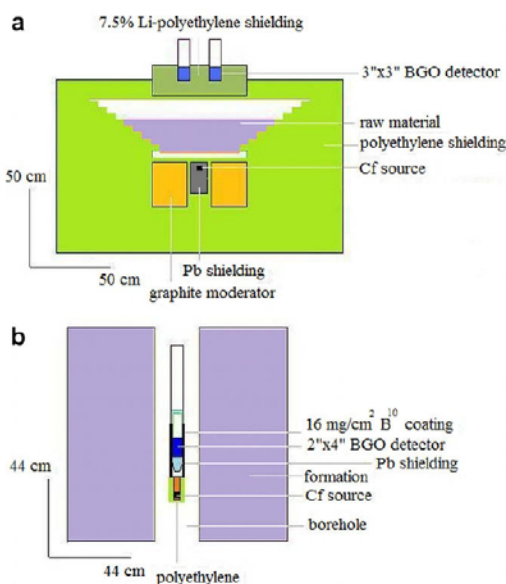 a
7.5% Li-polyethylene shielding
3"x3" BGO detector
raw material
polyethylene shielding
Cf source
50 cm
50 cm
Pb shielding
graphite moderator
b
16 mg/cm² B¹⁰ coating
2"x4" BGO detector
Pb shielding
formation
Cf source
borehole
44 cm
44 cm
polyethylene